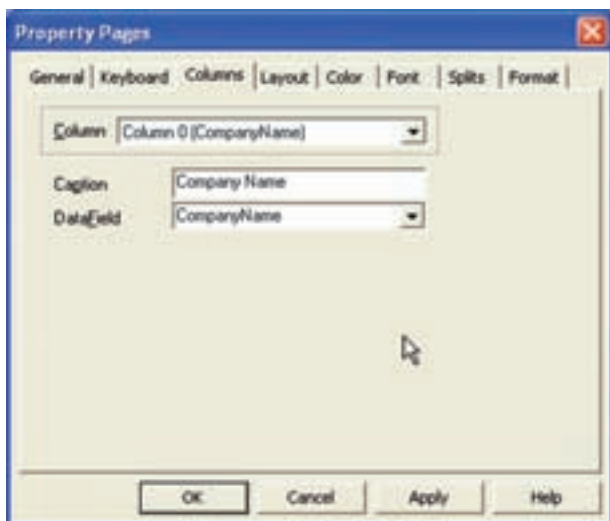 Property Pages
General Keyboard Columns Layout Color Font Splits Format
Column Column 0 (CompanyName)
Caption Company Name
DataField CompanyName
OK Cancel Apply Help